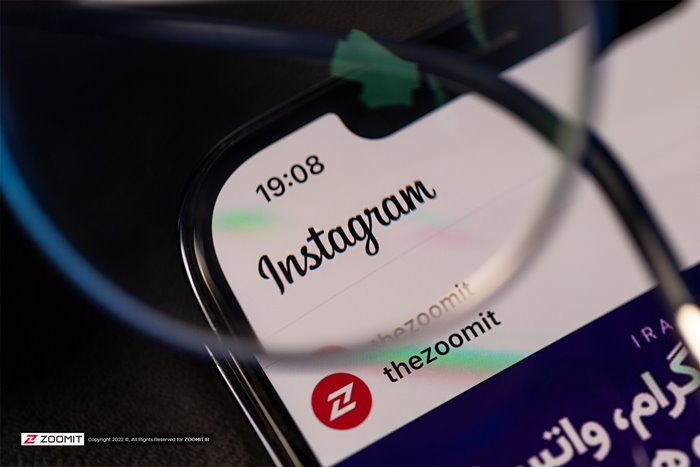 19:08
Instagram
thezoomit
thezoomit
IRA
گرام، واتس
ZOOMIT Copyright 2022 ©, All Rights Reserved for ZOOMIT.IR